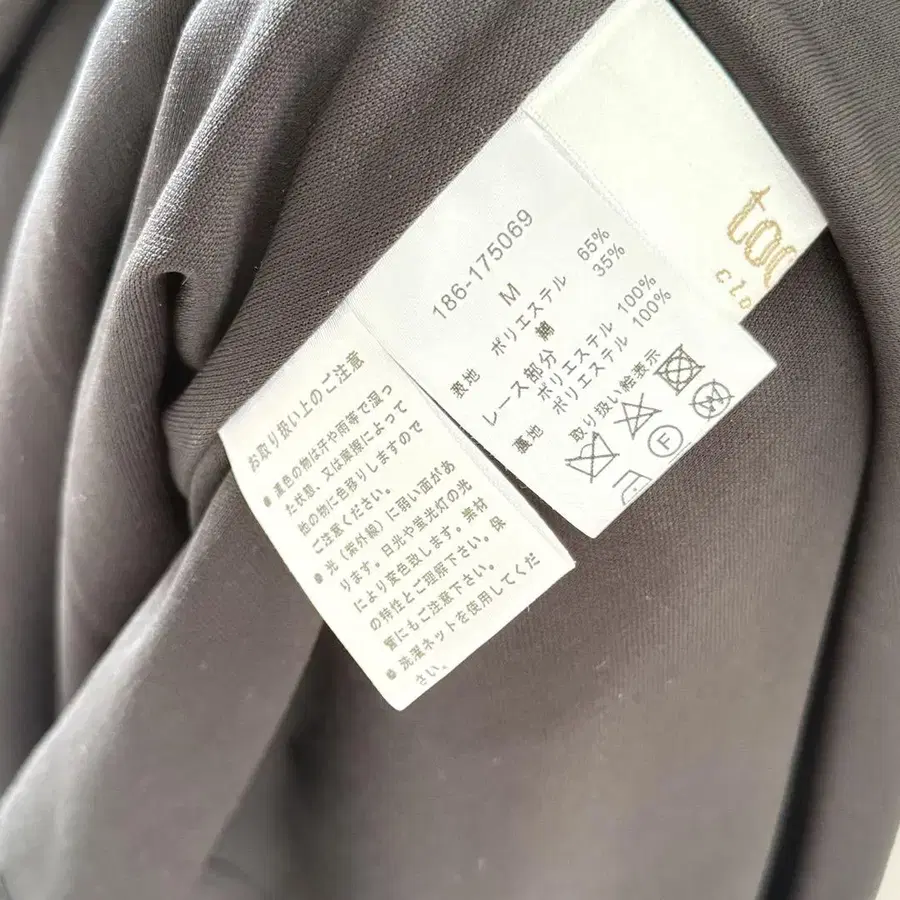 186-175069
M
表地 ポリエステル 65%
綿 35%
レース部分
ポリエステル 100%
裏地 ポリエステル 100%
取り扱い絵表示
F
お取り扱い上のご注意
● 濃色の物は汗や雨等で湿っ
た状態、又は摩擦によって
他の物に色移りしますので
ご注意ください。
● 光（紫外線）に弱い面があ
ります。日光や蛍光灯の光
により変色致します。素材
の特性とご理解下さい。保
管にもご注意下さい。
● 洗濯ネットを使用してくだ
さい。